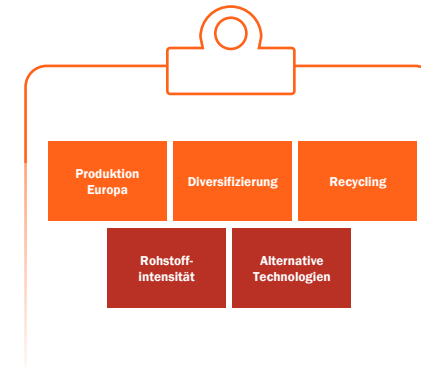 Produktion
Europa
Diversifizierung
Recycling
Rohstoff-
intensität
Alternative
Technologien